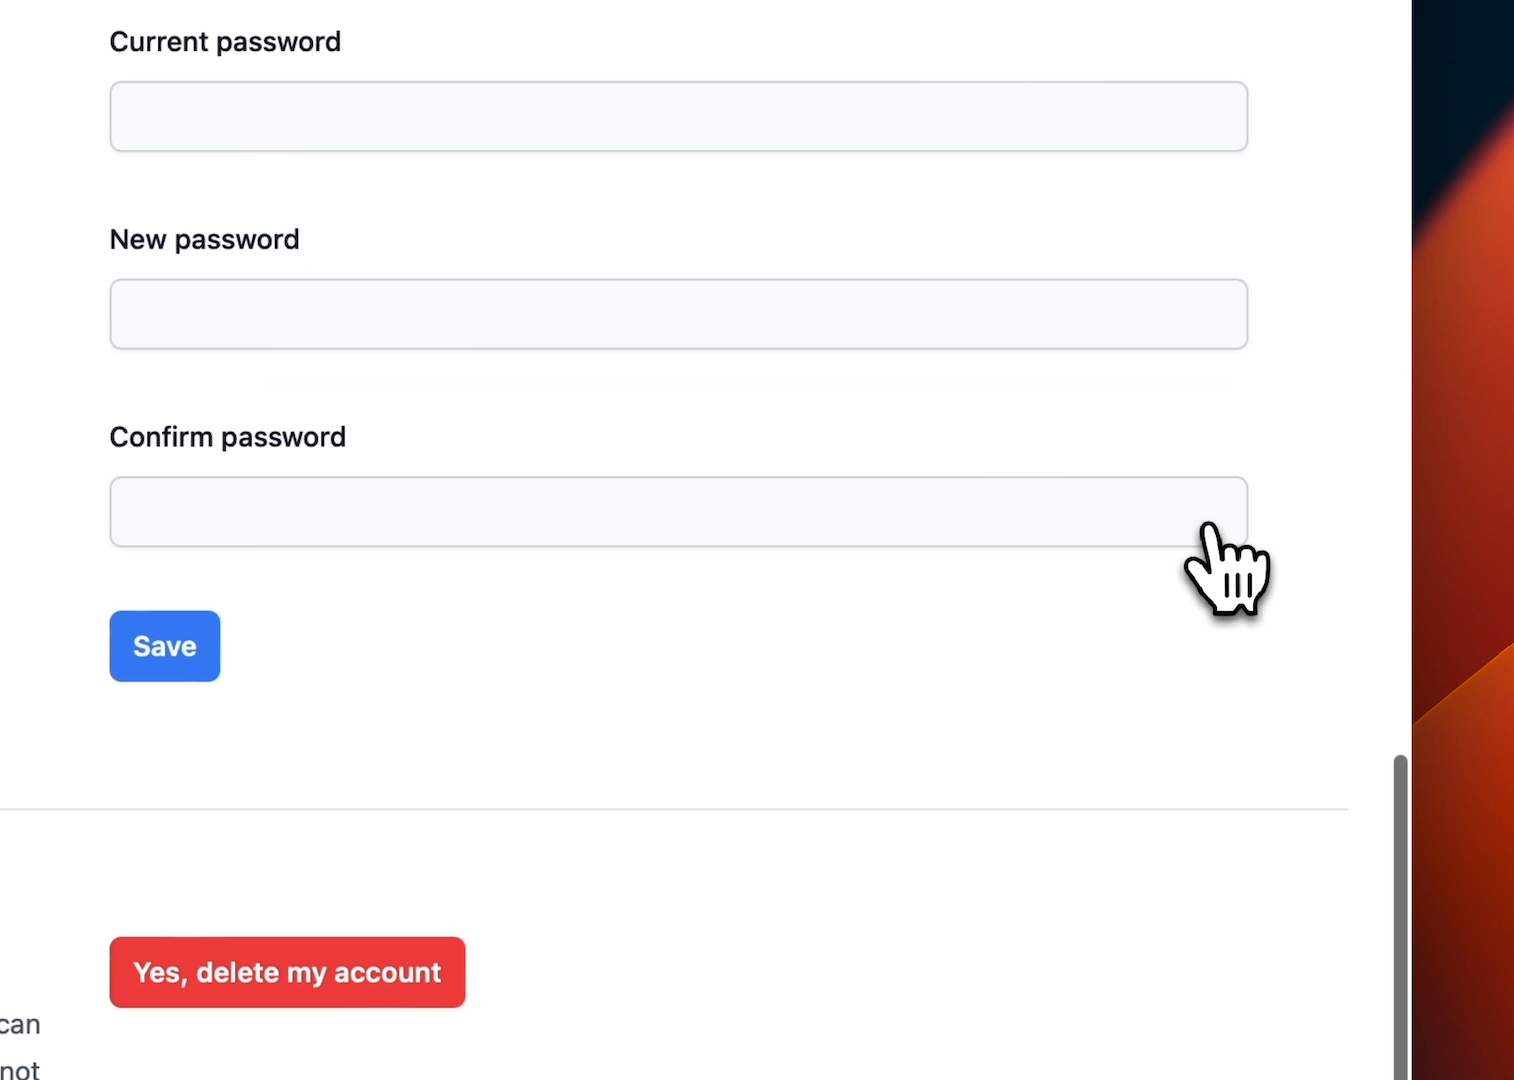 Current password
New password
Confirm password
Save
Yes, delete my account
can
not